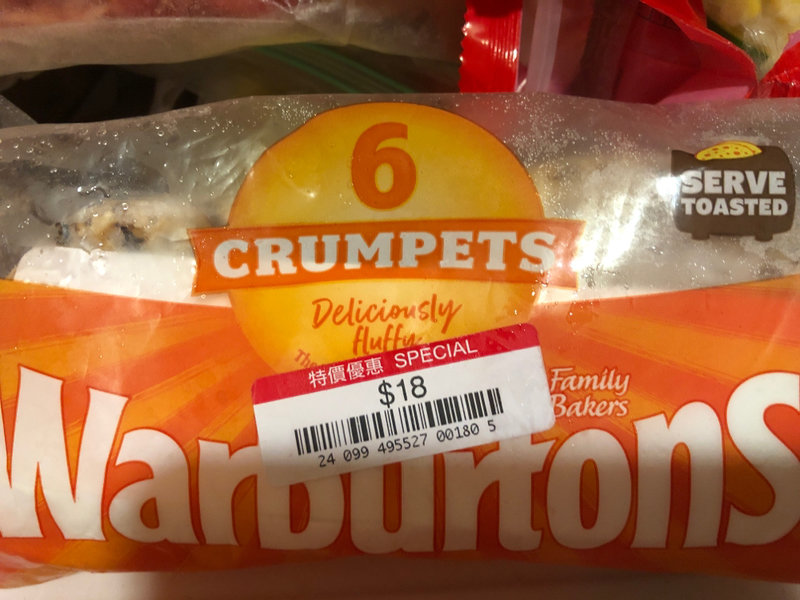 6
CRUMPETS
Deliciously
fluffy
SERVE
TOASTED
特價優惠 SPECIAL
$18
24 099 495527 00180 5
Family
Bakers
Warburtons